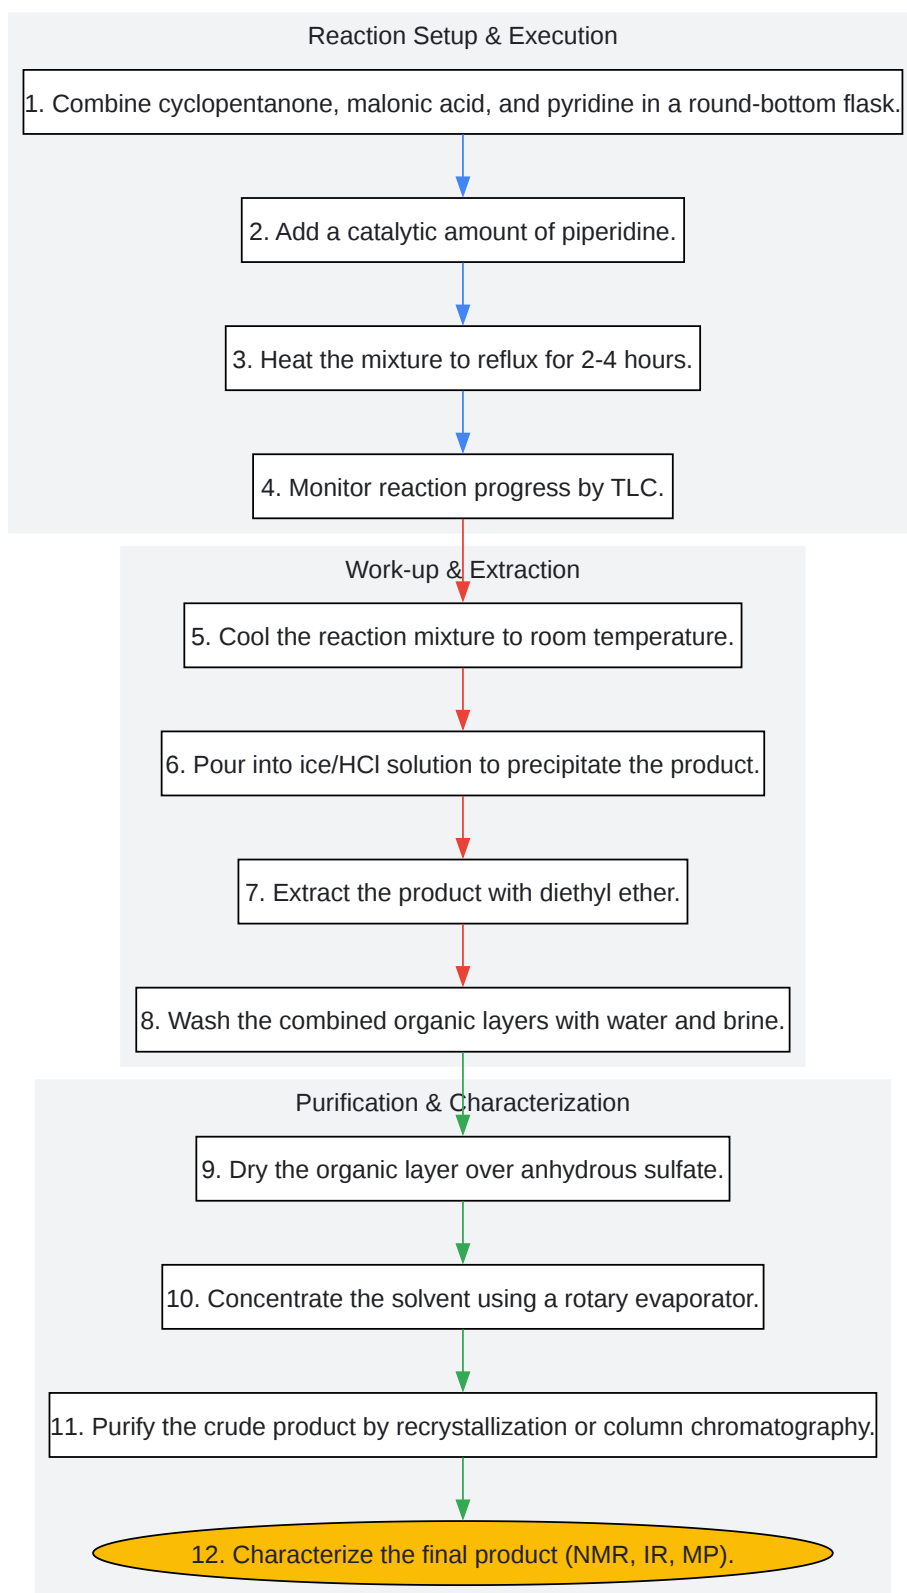 Reaction Setup & Execution
1. Combine cyclopentanone, malonic acid, and pyridine in a round-bottom flask.
2. Add a catalytic amount of piperidine.
3. Heat the mixture to reflux for 2-4 hours.
4. Monitor reaction progress by TLC.
Work-up & Extraction
5. Cool the reaction mixture to room temperature.
6. Pour into ice/HCl solution to precipitate the product.
7. Extract the product with diethyl ether.
8. Wash the combined organic layers with water and brine.
Purification & Characterization
9. Dry the organic layer over anhydrous sulfate.
10. Concentrate the solvent using a rotary evaporator.
11. Purify the crude product by recrystallization or column chromatography.
12. Characterize the final product (NMR, IR, MP).